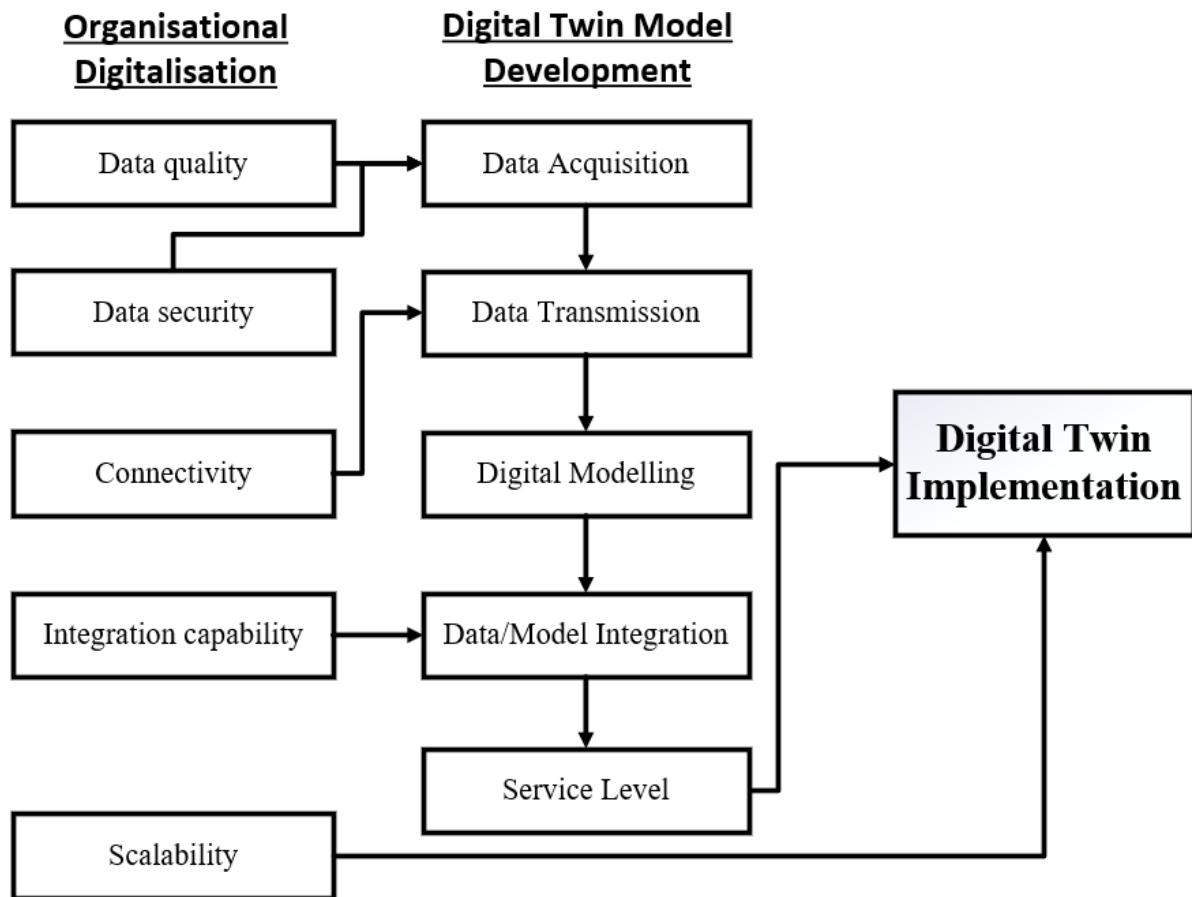 Organisational
Digitalisation
Digital Twin Model
Development
Data quality
Data Acquisition
Data security
Data Transmission
Connectivity
Digital Modelling
Digital Twin
Implementation
Integration capability
Data/Model Integration
Service Level
Scalability